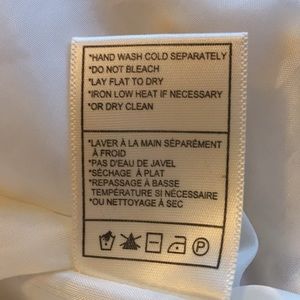 *HAND WASH COLD SEPARATELY
*DO NOT BLEACH
*LAY FLAT TO DRY
*IRON LOW HEAT IF NECESSARY
*OR DRY CLEAN
*LAVER À LA MAIN SÉPARÉMENT
À FROID
*PAS D'EAU DE JAVEL
*SÉCHAGE À PLAT
*REPASSAGE À BASSE
TEMPÉRATURE SI NÉCESSAIRE
*OU NETTOYAGE À SEC
P